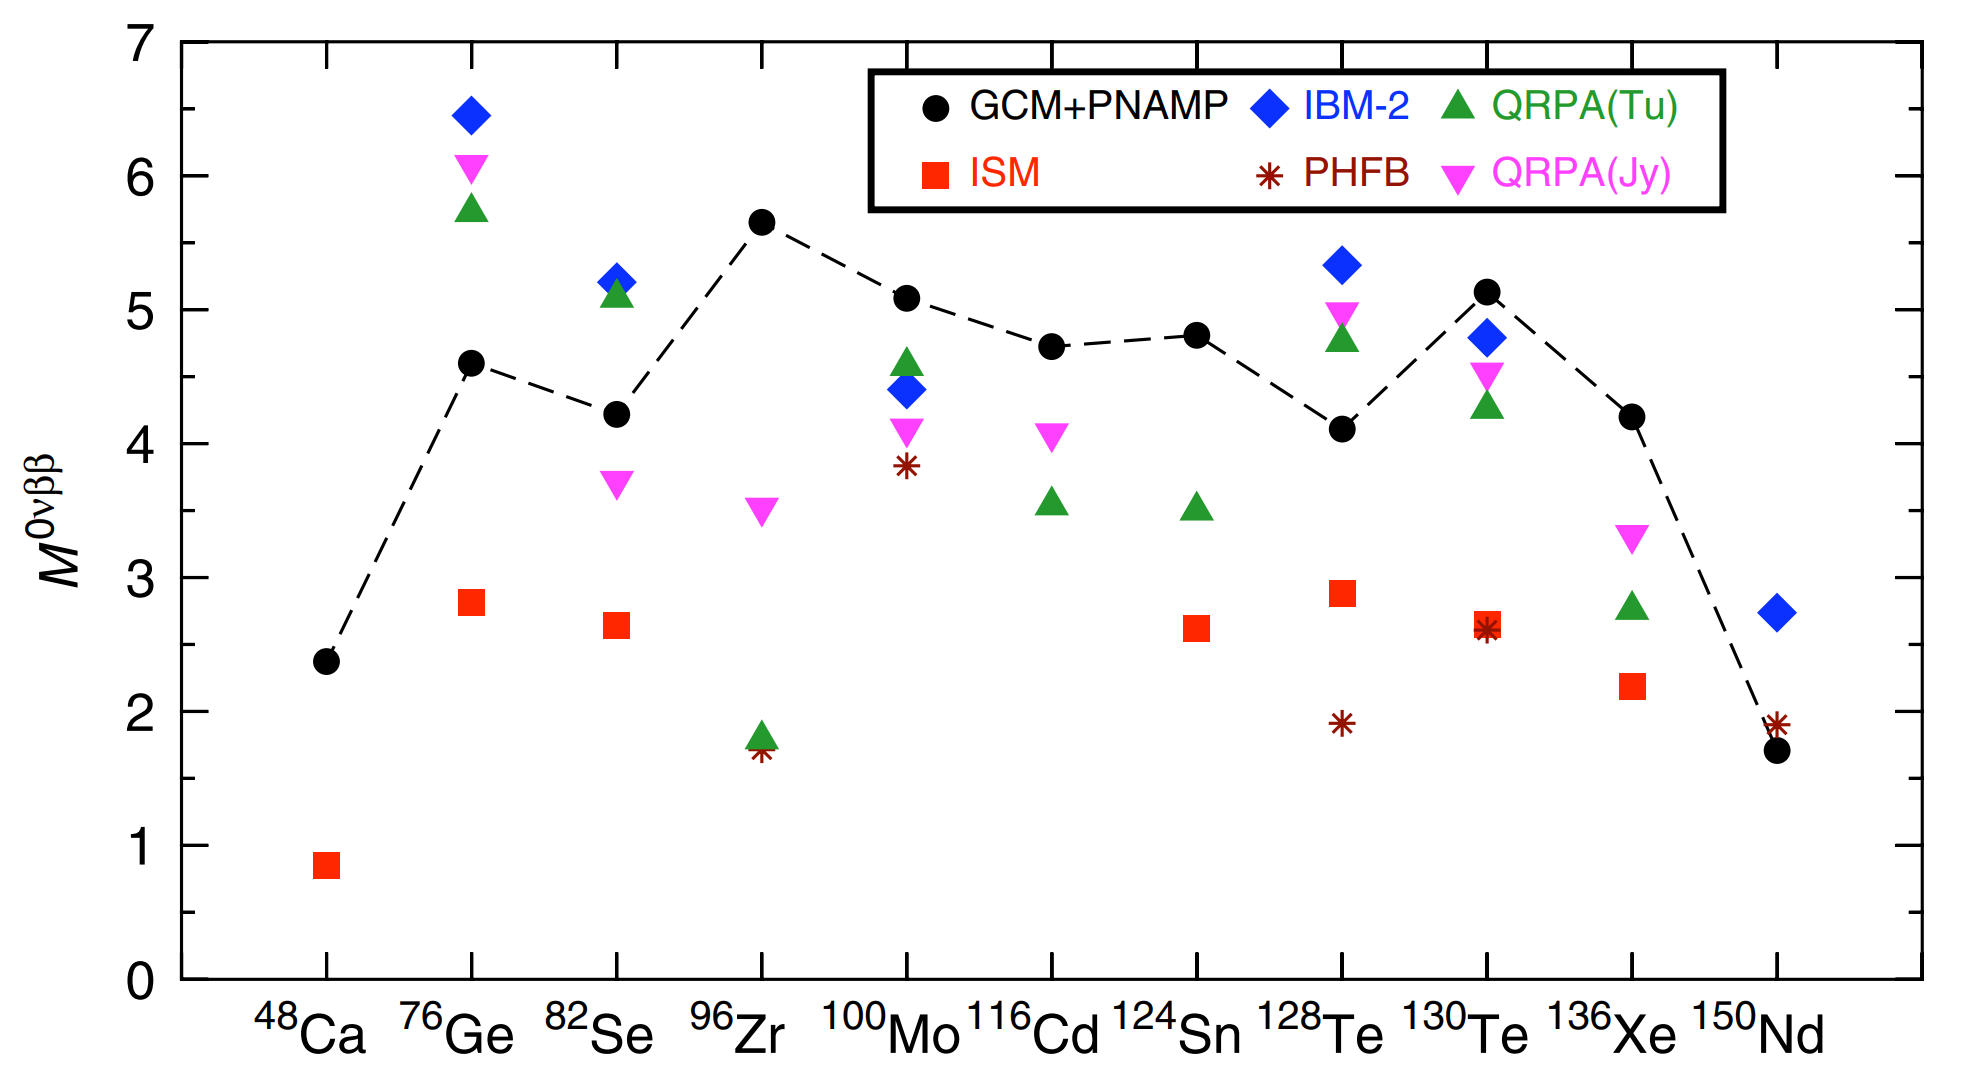 7
GCM+PNAMP IBM-2 QRPA(Tu)
ISM PHFB QRPA(Jy)
6
5
4
3
2
1
0
M⁰νββ
⁴⁸Ca ⁷⁶Ge ⁸²Se ⁹⁶Zr ¹⁰⁰Mo ¹¹⁶Cd ¹²⁴Sn ¹²⁸Te ¹³⁰Te ¹³⁶Xe ¹⁵⁰Nd